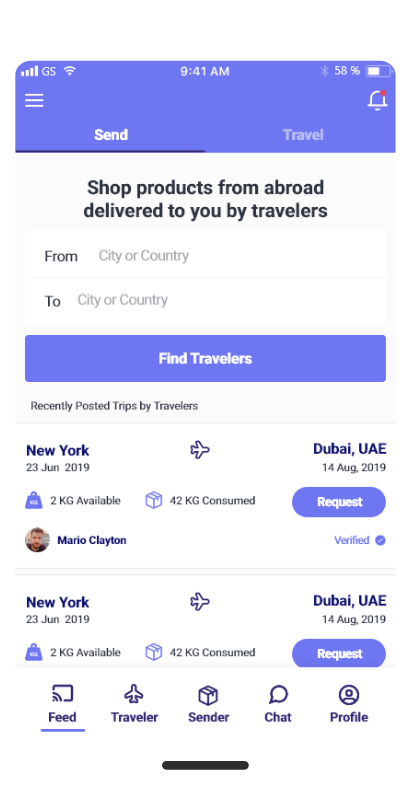 GS 9:41 AM 58 %
Send Travel
Shop products from abroad
delivered to you by travelers
From City or Country
To City or Country
Find Travelers
Recently Posted Trips by Travelers
New York Dubai, UAE
23 Jun 2019 14 Aug, 2019
KG 2 KG Available 42 KG Consumed Request
Mario Clayton Verified
New York Dubai, UAE
23 Jun 2019 14 Aug, 2019
KG 2 KG Available 42 KG Consumed Request
Feed Traveler Sender Chat Profile